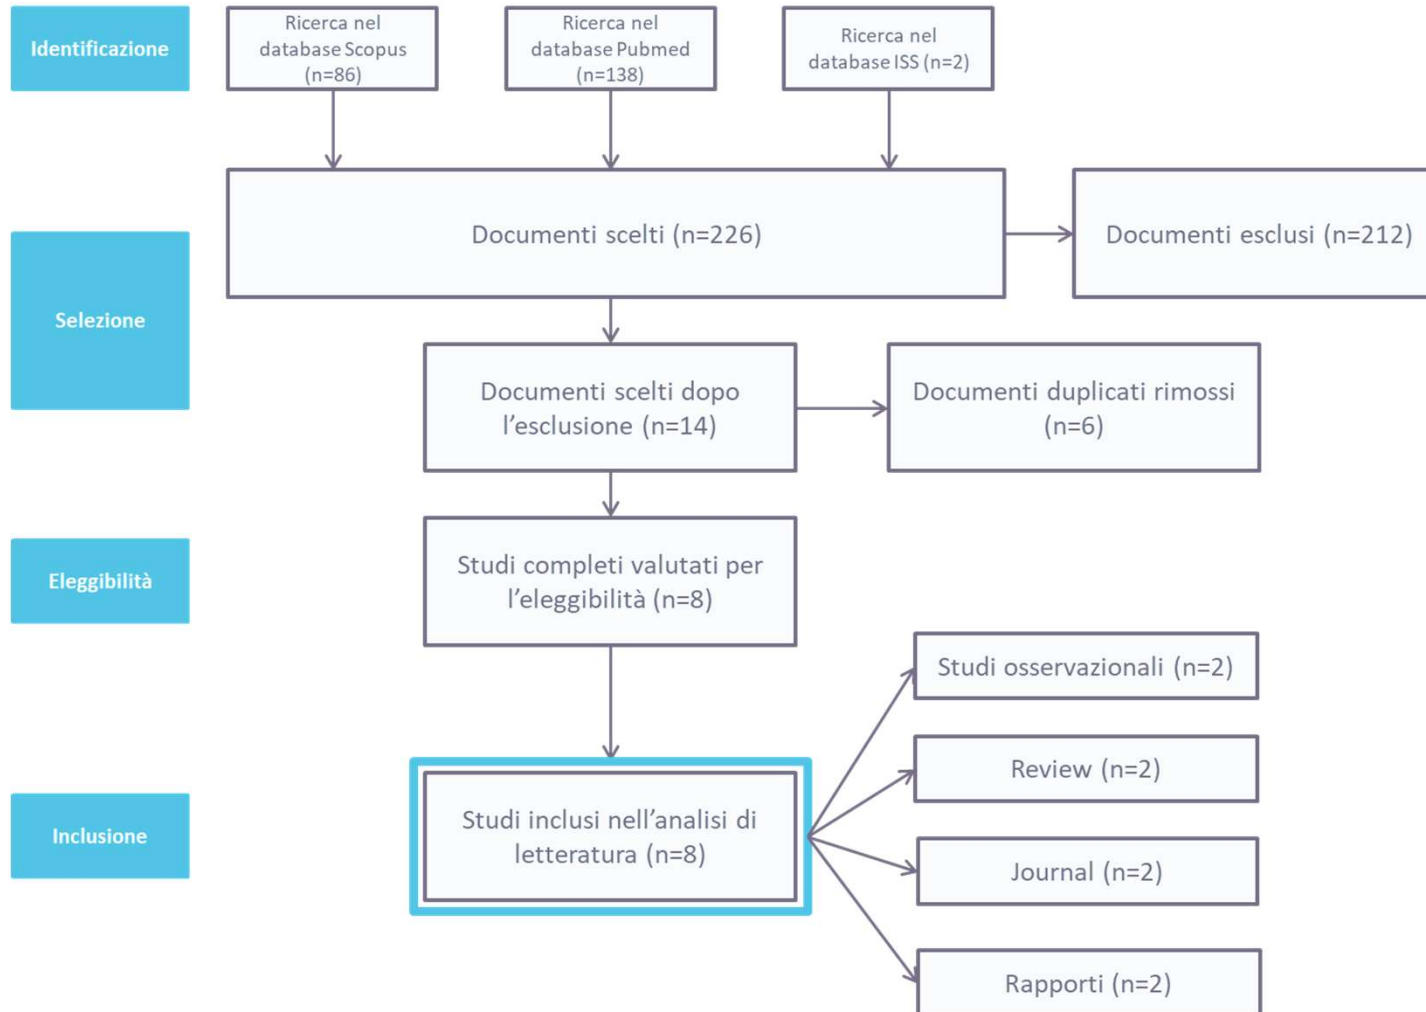 Identificazione
Ricerca nel
database Scopus
(n=86)
Ricerca nel
database Pubmed
(n=138)
Ricerca nel
database ISS (n=2)
Selezione
Documenti scelti (n=226)
Documenti esclusi (n=212)
Documenti scelti dopo
l’esclusione (n=14)
Documenti duplicati rimossi
(n=6)
Eleggibilità
Studi completi valutati per
l’eleggibilità (n=8)
Inclusione
Studi inclusi nell’analisi di
letteratura (n=8)
Studi osservazionali (n=2)
Review (n=2)
Journal (n=2)
Rapporti (n=2)